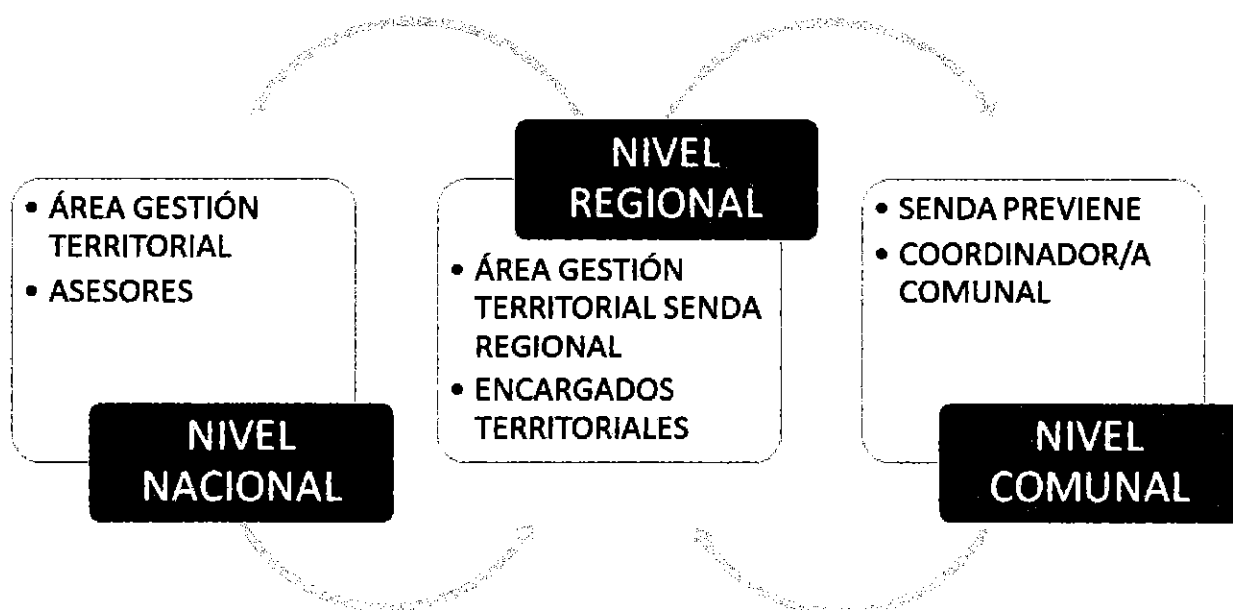 • ÁREA GESTIÓN
TERRITORIAL
• ASESORES
NIVEL
NACIONAL
NIVEL
REGIONAL
• ÁREA GESTIÓN
TERRITORIAL SENDA
REGIONAL
• ENCARGADOS
TERRITORIALES
• SENDA PREVIENE
• COORDINADOR/A
COMUNAL
NIVEL
COMUNAL